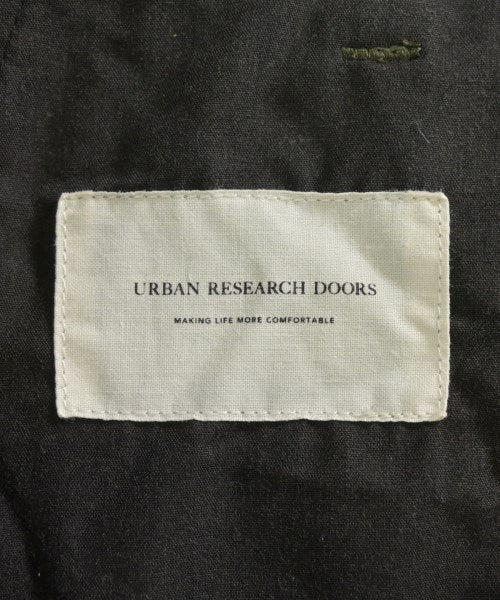 URBAN RESEARCH DOORS
MAKING LIFE MORE COMFORTABLE